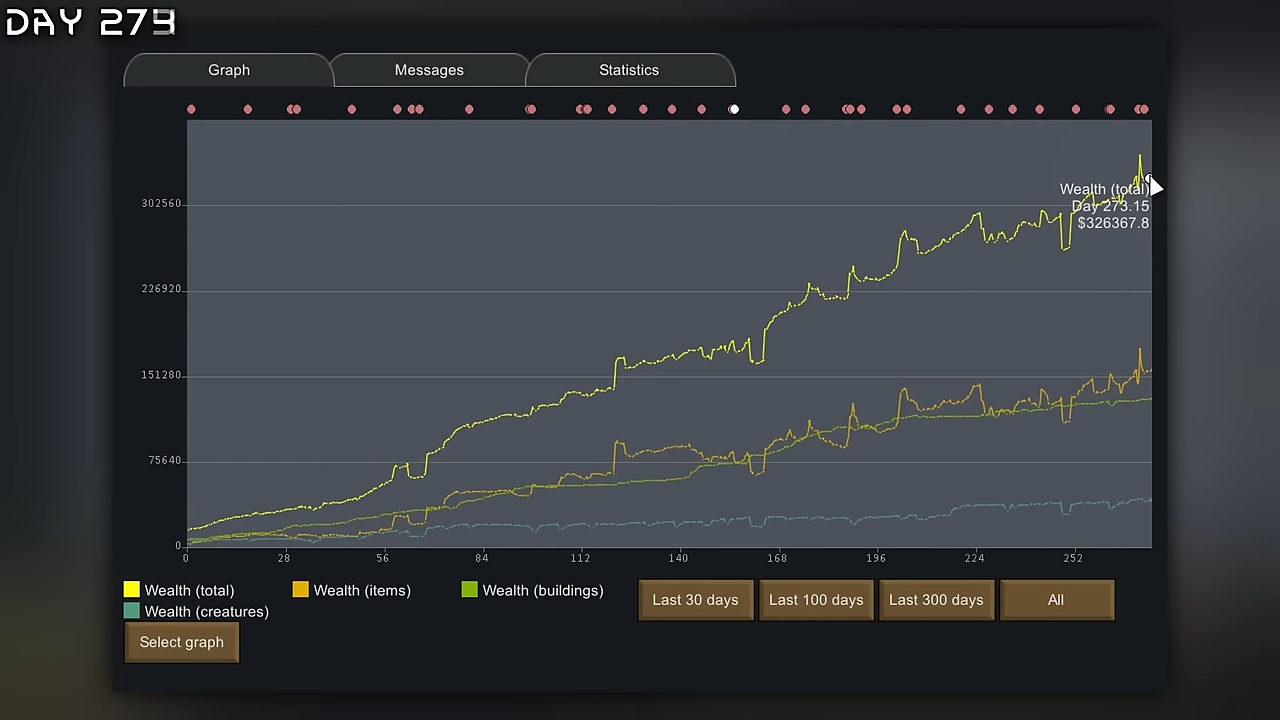 DAY 273
Graph Messages Statistics
302560
226920
151280
75640
0
Wealth (total)
Day 273.15
$326367.8
0 28 56 84 112 140 168 196 224 252
Wealth (total) Wealth (items) Wealth (buildings)
Wealth (creatures)
Last 30 days Last 100 days Last 300 days All
Select graph